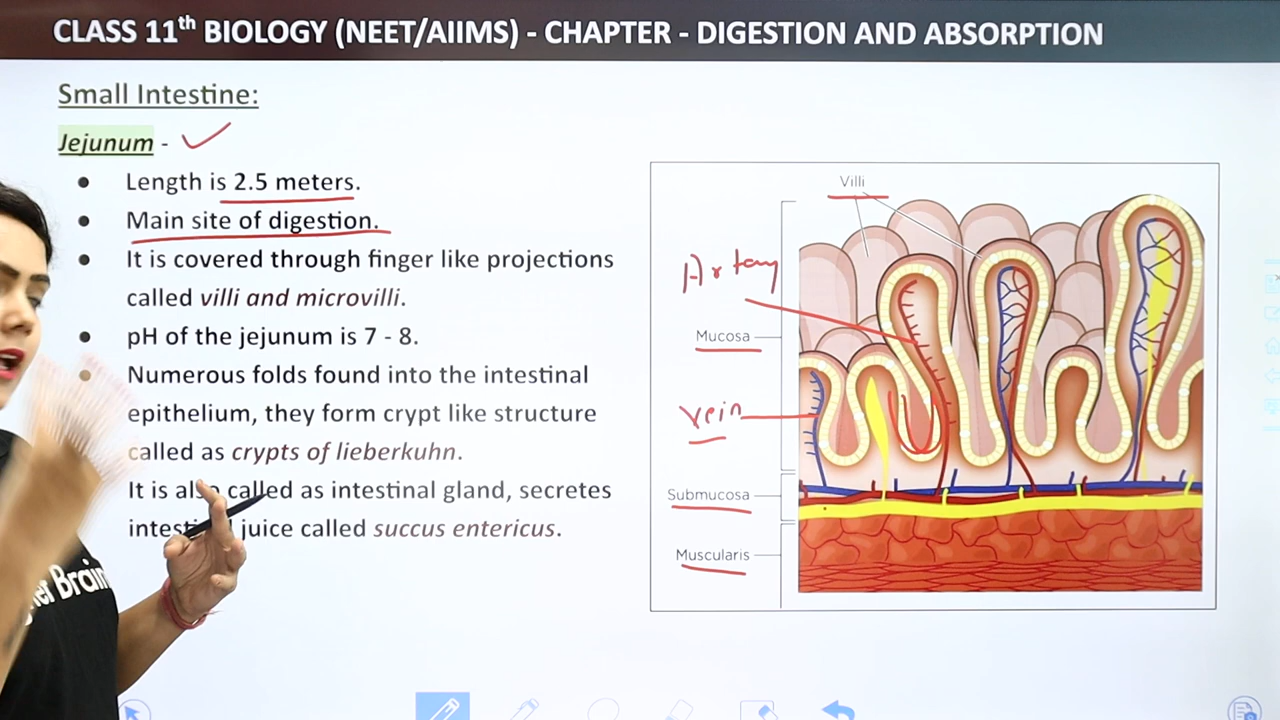 CLASS 11th BIOLOGY (NEET/AIIMS) - CHAPTER - DIGESTION AND ABSORPTION
Small Intestine:
Jejunum -
Length is 2.5 meters.
Main site of digestion.
It is covered through finger like projections
called villi and microvilli.
pH of the jejunum is 7 - 8.
Numerous folds found into the intestinal
epithelium, they form crypt like structure
called as crypts of lieberkuhn.
It is also called as intestinal gland, secretes
intestinal juice called succus entericus.
Villi
Artery
Mucosa
vein
Submucosa
Muscularis
Brain